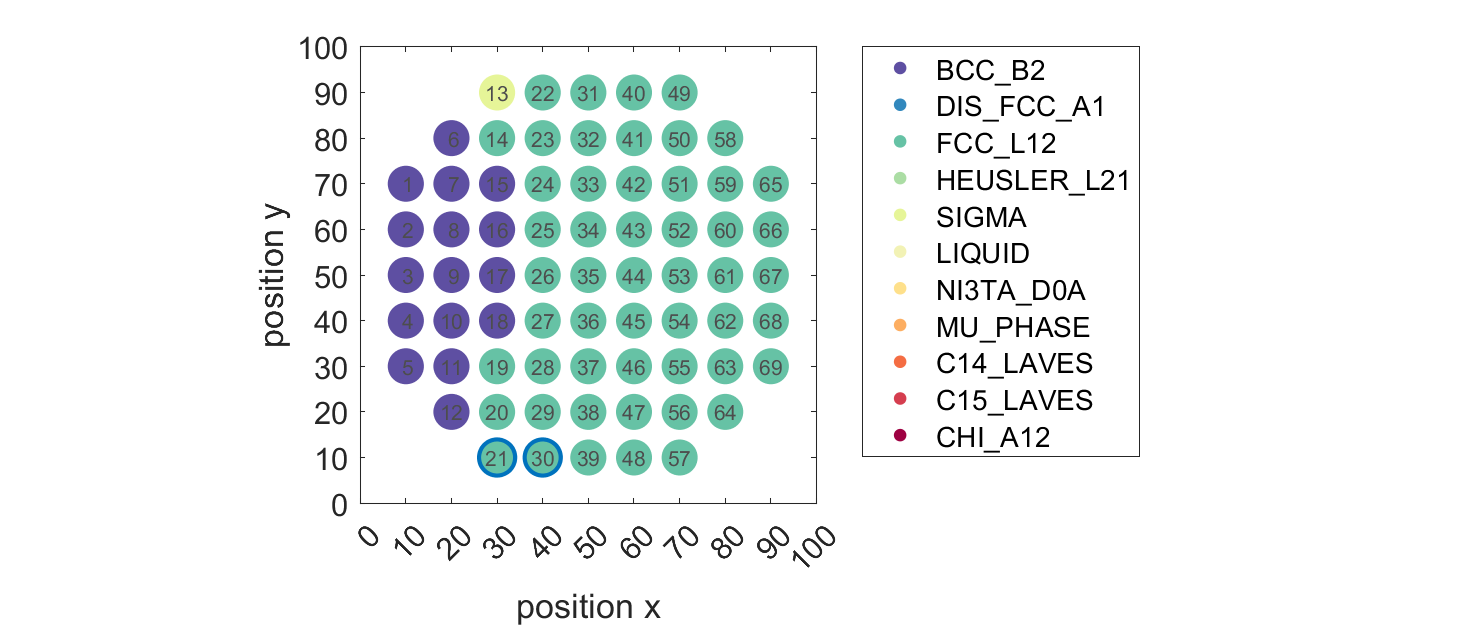 100
90
80
70
60
50
40
30
20
10
0
position y
13 22 31 40 49
6 14 23 32 41 50 58
1 7 15 24 33 42 51 59 65
2 8 16 25 34 43 52 60 66
3 9 17 26 35 44 53 61 67
4 10 18 27 36 45 54 62 68
5 11 19 28 37 46 55 63 69
12 20 29 38 47 56 64
21 30 39 48 57
0 10 20 30 40 50 60 70 80 90 100
position x
BCC_B2
DIS_FCC_A1
FCC_L12
HEUSLER_L21
SIGMA
LIQUID
NI3TA_D0A
MU_PHASE
C14_LAVES
C15_LAVES
CHI_A12